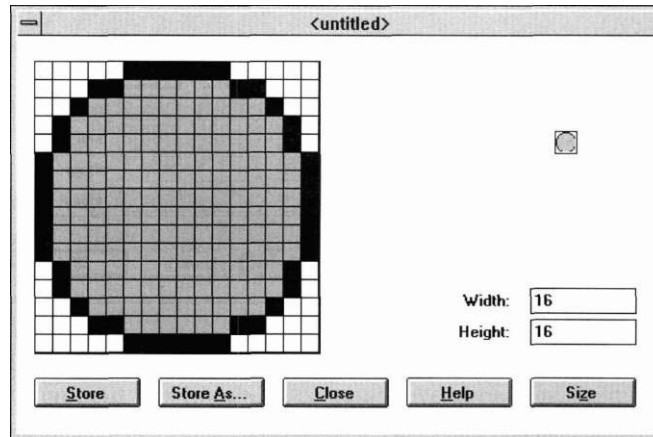 <untitled>
Width: 16
Height: 16
Store Store As... Close Help Size